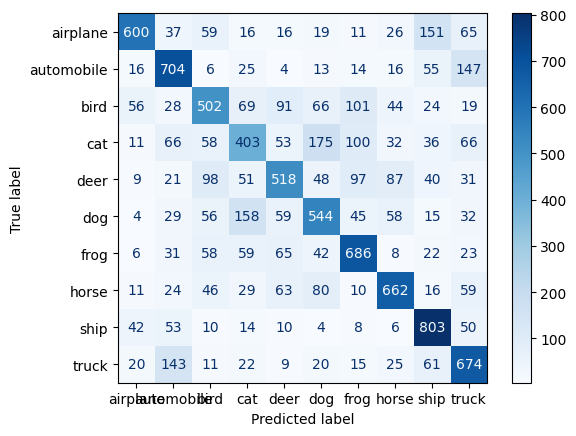 airplane 600 37 59 16 16 19 11 26 151 65
automobile 16 704 6 25 4 13 14 16 55 147
bird 56 28 502 69 91 66 101 44 24 19
cat 11 66 58 403 53 175 100 32 36 66
deer 9 21 98 51 518 48 97 87 40 31
dog 4 29 56 158 59 544 45 58 15 32
frog 6 31 58 59 65 42 686 8 22 23
horse 11 24 46 29 63 80 10 662 16 59
ship 42 53 10 14 10 4 8 6 803 50
truck 20 143 11 22 9 20 15 25 61 674
airplane automobile bird cat deer dog frog horse ship truck
Predicted label
True label
800
700
600
500
400
300
200
100